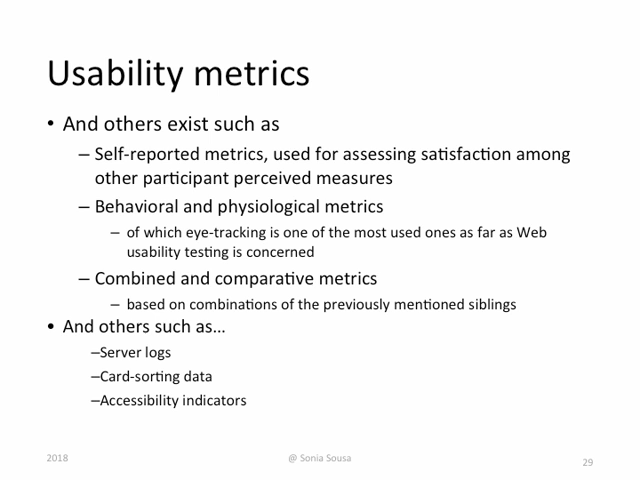 Usability metrics
• And others exist such as
– Self-reported metrics, used for assessing satisfaction among
other participant perceived measures
– Behavioral and physiological metrics
– of which eye-tracking is one of the most used ones as far as Web
usability testing is concerned
– Combined and comparative metrics
– based on combinations of the previously mentioned siblings
• And others such as…
–Server logs
–Card-sorting data
–Accessibility indicators
2018
@ Sonia Sousa
29